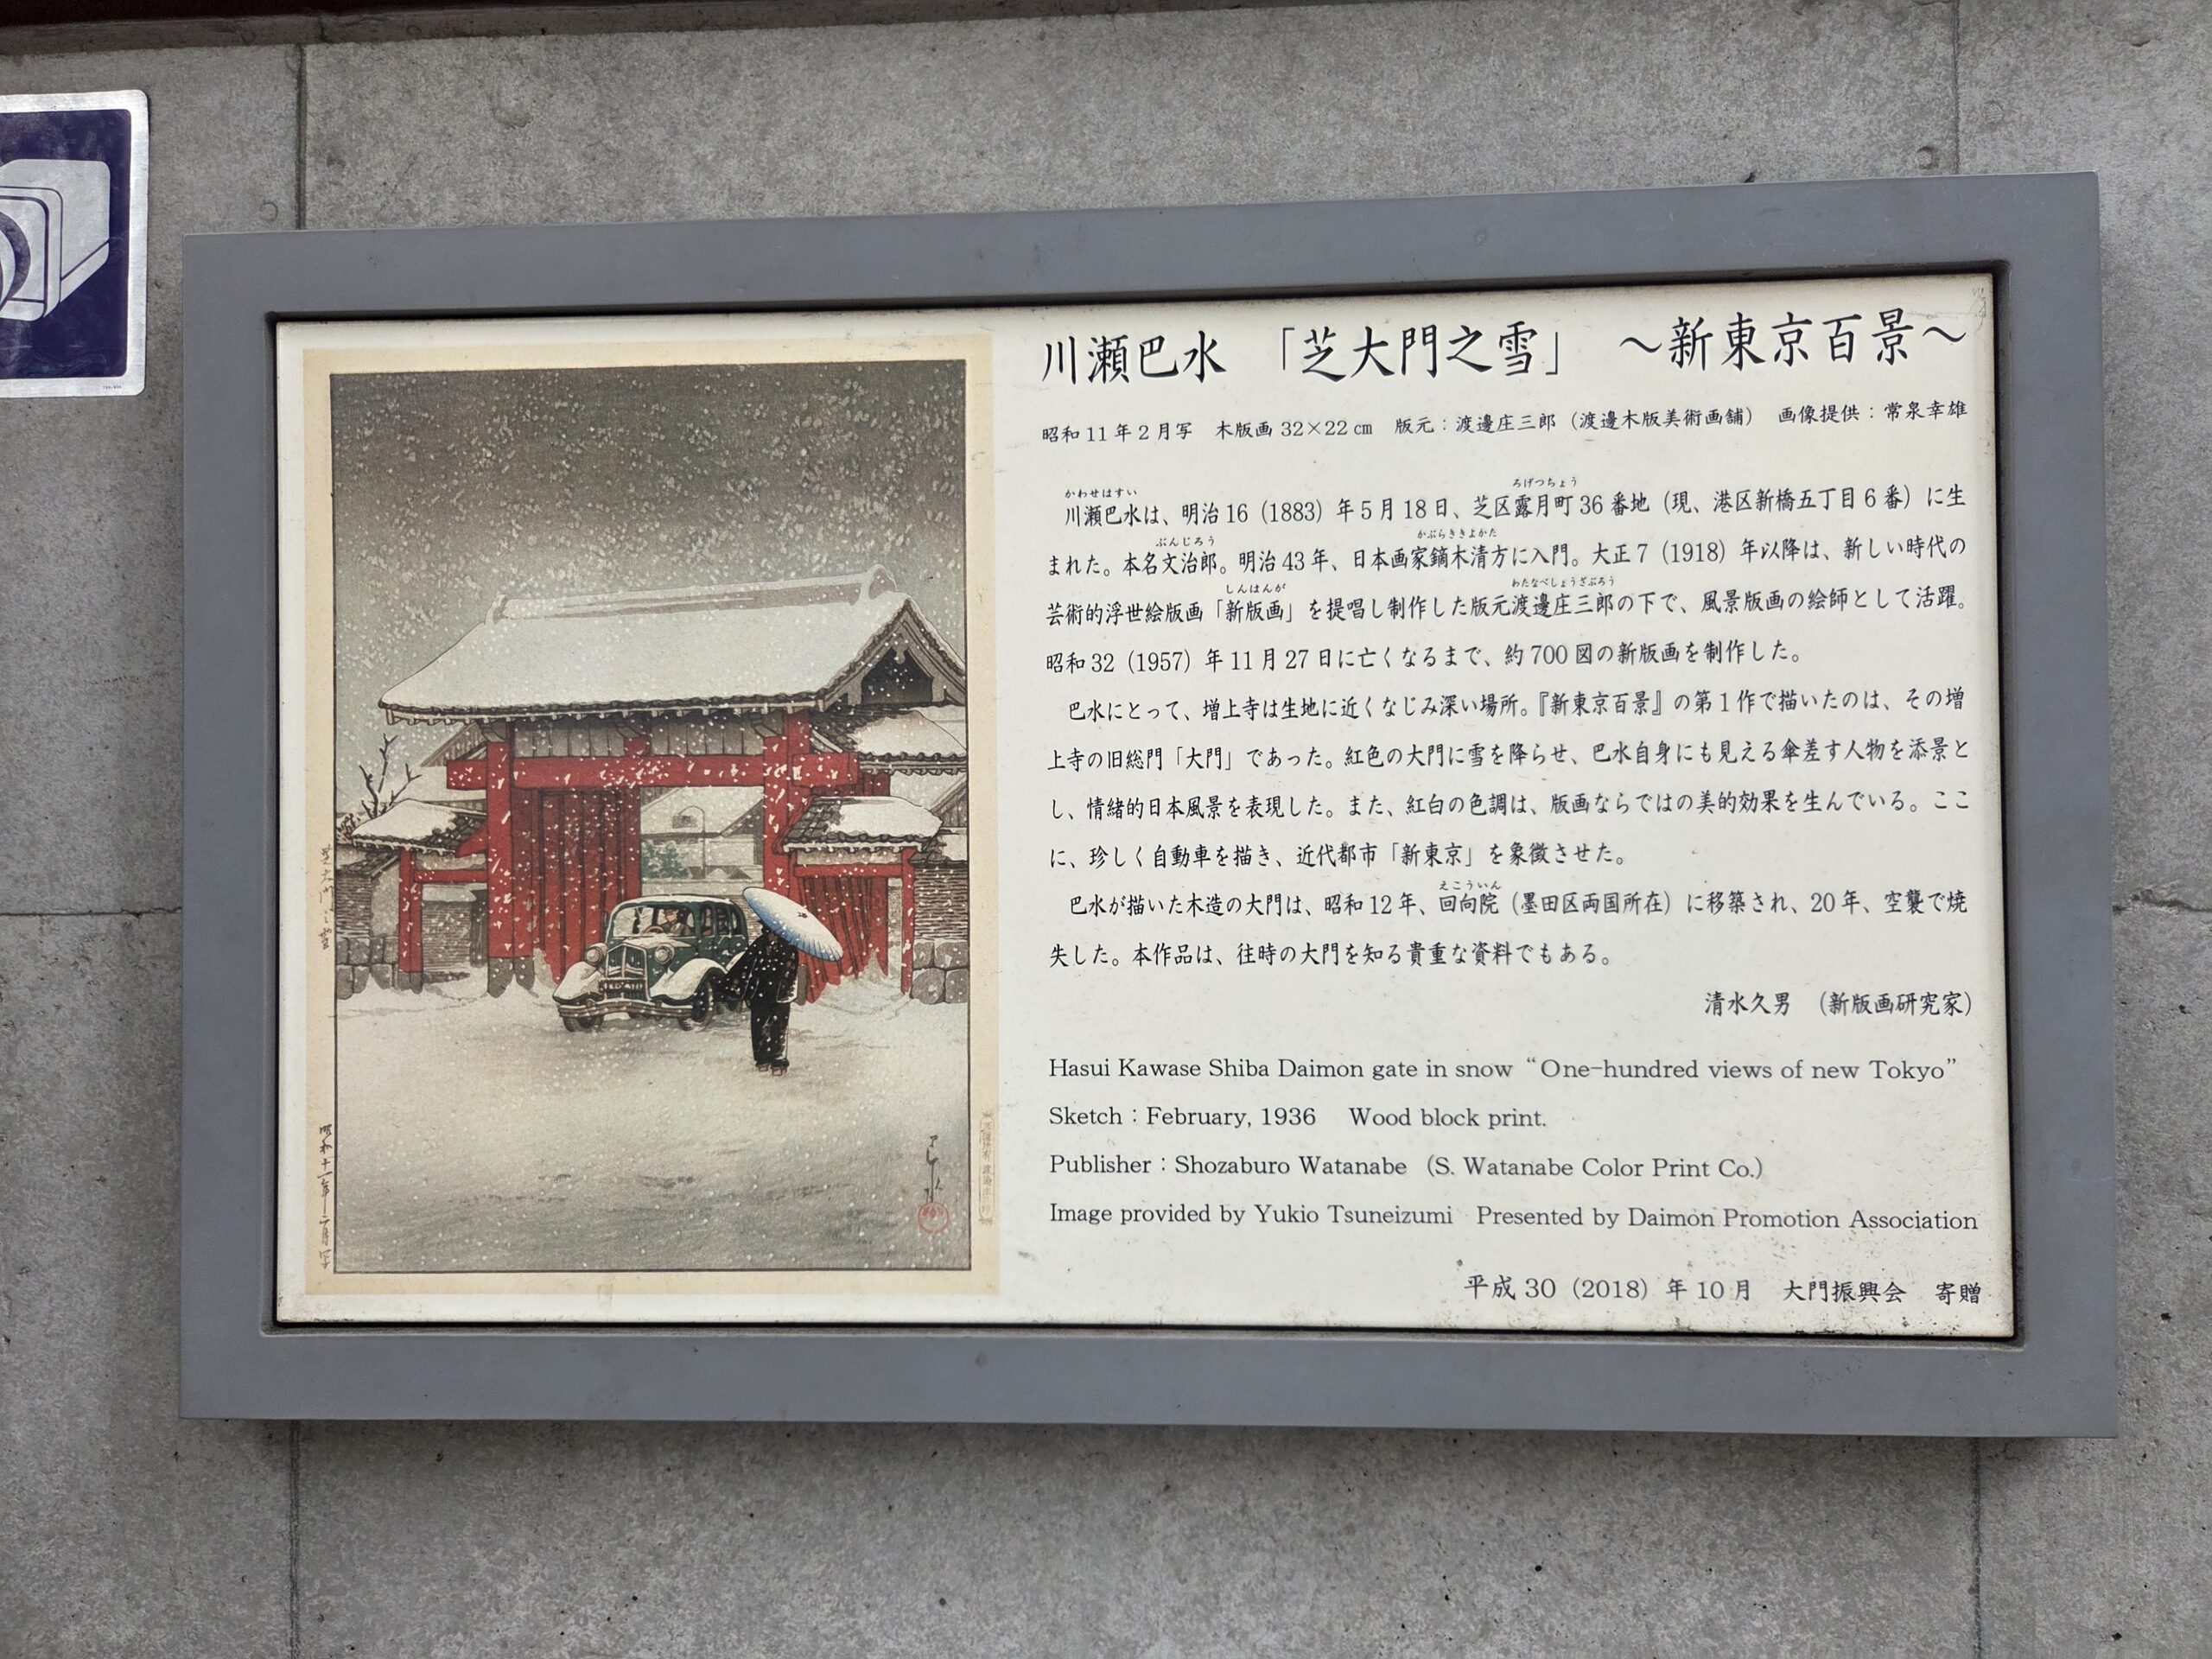 川瀬巴水 「芝大門之雪」 ～新東京百景～
昭和11年2月写 木版画 32×22㎝ 版元：渡邉庄三郎（渡邉木版美術画舗） 画像提供：常泉幸雄
かわせはすい ろげつちょう
川瀬巴水は、明治16（1883）年5月18日、芝区露月町36番地（現、港区新橋五丁目6番）に生
ぶんじろう かぶらききよかた
まれた。本名文治郎。明治43年、日本画家鏑木清方に入門。大正7（1918）年以降は、新しい時代の
しんはんが わたなべしょうざぶろう
芸術的浮世絵版画「新版画」を提唱し制作した版元渡邉庄三郎の下で、風景版画の絵師として活躍。
昭和32（1957）年11月27日に亡くなるまで、約700図の新版画を制作した。
巴水にとって、増上寺は生地に近くなじみ深い場所。『新東京百景』の第1作で描いたのは、その増
上寺の旧総門「大門」であった。紅色の大門に雪を降らせ、巴水自身にも見える傘差す人物を添景と
し、情緒的日本風景を表現した。また、紅白の色調は、版画ならではの美的効果を生んでいる。ここ
に、珍しく自動車を描き、近代都市「新東京」を象徴させた。
えこういん
巴水が描いた木造の大門は、昭和12年、回向院（墨田区両国所在）に移築され、20年、空襲で焼
失した。本作品は、往時の大門を知る貴重な資料でもある。
清水久男 （新版画研究家）
Hasui Kawase Shiba Daimon gate in snow “One-hundred views of new Tokyo”
Sketch：February, 1936 Wood block print.
Publisher：Shozaburo Watanabe （S. Watanabe Color Print Co.）
Image provided by Yukio Tsuneizumi Presented by Daimon Promotion Association
平成30（2018）年10月 大門振興会 寄贈
芝大門之雪
昭和十一年二月写
巴水